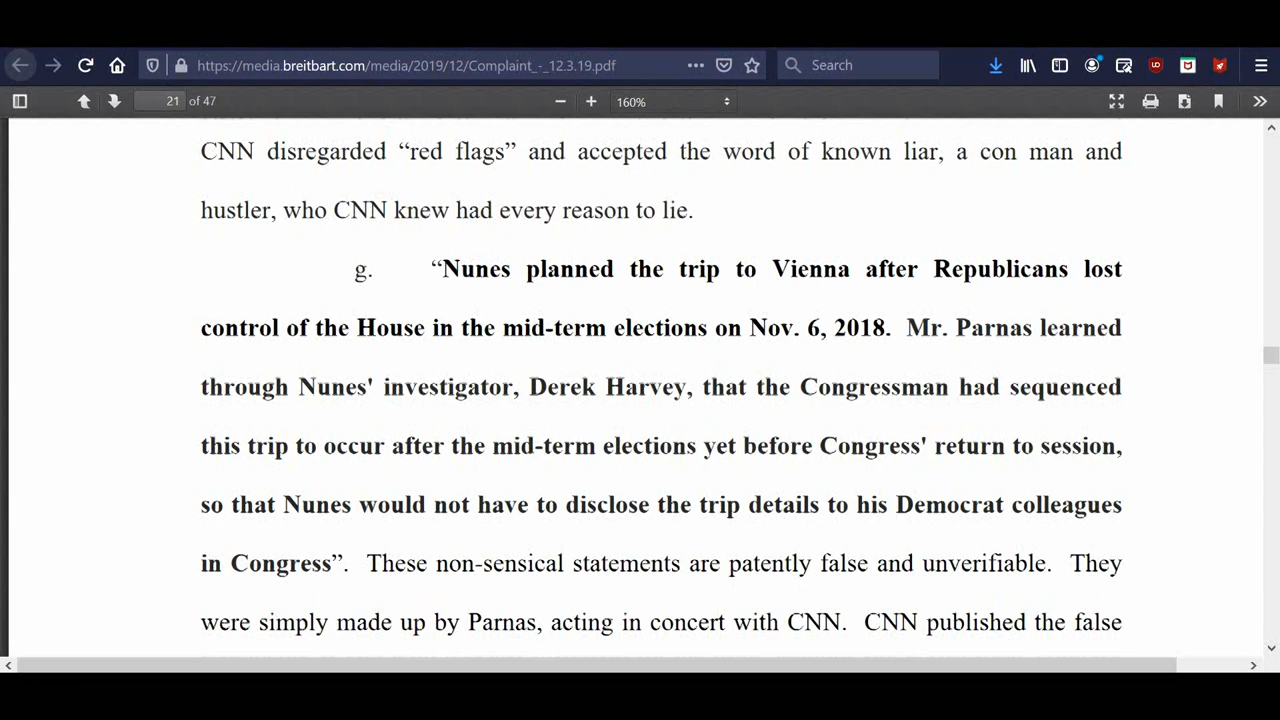 https://media.breitbart.com/media/2019/12/Complaint_-_12.3.19.pdf
Search
21 of 47
160%
CNN disregarded “red flags” and accepted the word of known liar, a con man and
hustler, who CNN knew had every reason to lie.
g. “Nunes planned the trip to Vienna after Republicans lost
control of the House in the mid-term elections on Nov. 6, 2018. Mr. Parnas learned
through Nunes' investigator, Derek Harvey, that the Congressman had sequenced
this trip to occur after the mid-term elections yet before Congress' return to session,
so that Nunes would not have to disclose the trip details to his Democrat colleagues
in Congress”. These non-sensical statements are patently false and unverifiable. They
were simply made up by Parnas, acting in concert with CNN. CNN published the false